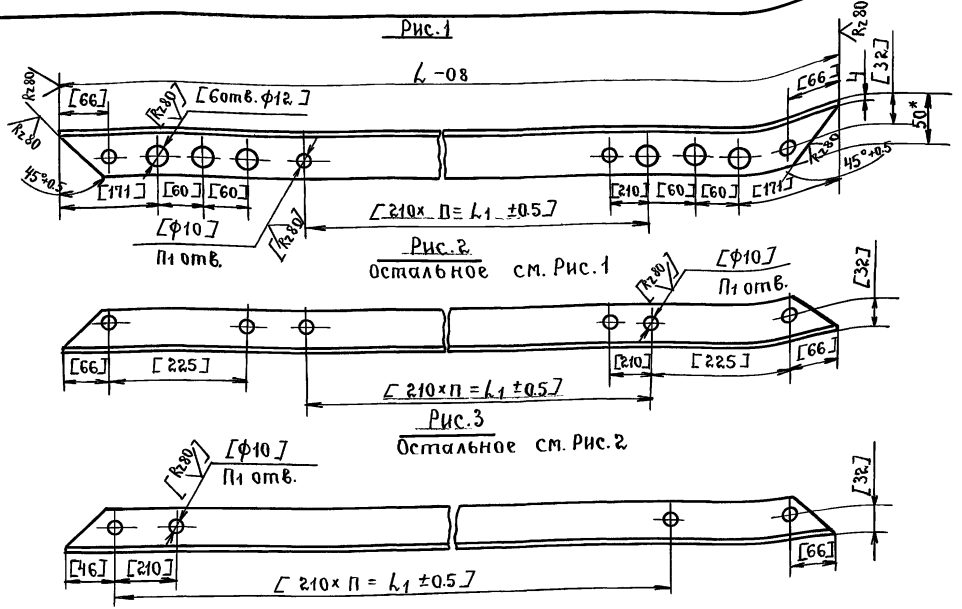 Рис.1
L -0.8
Rz80
[66]
Rz80
[Rz80]
[6отв. ф12]
Rz80
[66]
4
[32]
50*
Rz80
45°±0.5
[171]
[60]
[60]
[210]
[60]
[60]
[171]
Rz80
45°±0.5
[ф10]
П1 отв.
[Rz80]
[210×П=L1 ±0.5]
Рис.2
Остальное см. Рис.1
[Rz80]
[ф10]
П1 отв.
[32]
[66]
[225]
[210]
[225]
[66]
[210×П=L1 ±0.5]
Рис.3
Остальное см. Рис.2
[Rz80]
[ф10]
П1 отв.
[32]
[46]
[210]
[66]
[210×П = L1 ±0.5]